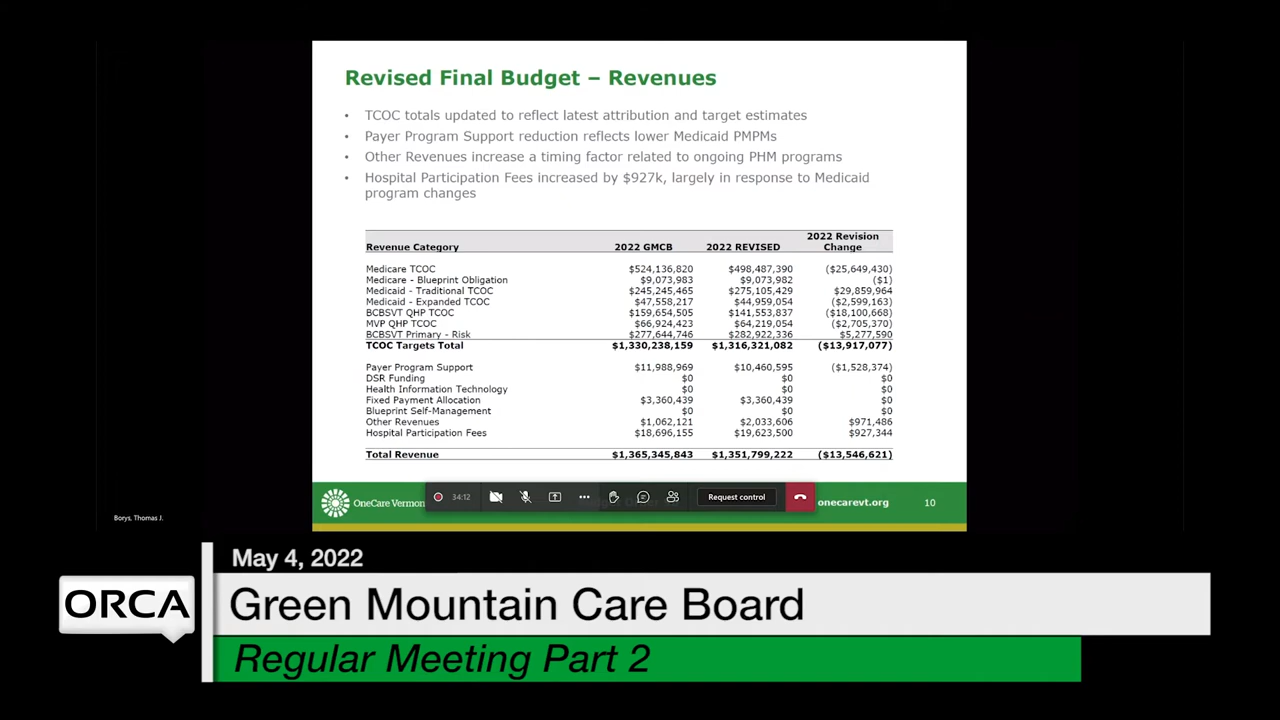 Revised Final Budget – Revenues
• TCOC totals updated to reflect latest attribution and target estimates
• Payer Program Support reduction reflects lower Medicaid PMPMs
• Other Revenues increase a timing factor related to ongoing PHM programs
• Hospital Participation Fees increased by $927k, largely in response to Medicaid
program changes
Revenue Category 2022 GMCB 2022 REVISED 2022 Revision Change
Medicare TCOC $524,136,820 $498,487,390 ($25,649,430)
Medicare - Blueprint Obligation $9,073,983 $9,073,982 ($1)
Medicaid - Traditional TCOC $245,245,465 $275,105,429 $29,859,964
Medicaid - Expanded TCOC $47,558,217 $44,959,054 ($2,599,163)
BCBSVT QHP TCOC $159,654,505 $141,553,837 ($18,100,668)
MVP QHP TCOC $66,924,423 $64,219,054 ($2,705,370)
BCBSVT Primary - Risk $277,644,746 $282,922,336 $5,277,590
TCOC Targets Total $1,330,238,159 $1,316,321,082 ($13,917,077)
Payer Program Support $11,988,969 $10,460,595 ($1,528,374)
DSR Funding $0 $0 $0
Health Information Technology $0 $0 $0
Fixed Payment Allocation $3,360,439 $3,360,439 $0
Blueprint Self-Management $0 $0 $0
Other Revenues $1,062,121 $2,033,606 $971,486
Hospital Participation Fees $18,696,155 $19,623,500 $927,344
Total Revenue $1,365,345,843 $1,351,799,222 ($13,546,621)
OneCare Vermon 34:12 Request control onecarevt.org 10
Borys, Thomas J.
May 4, 2022
ORCA Green Mountain Care Board
Regular Meeting Part 2